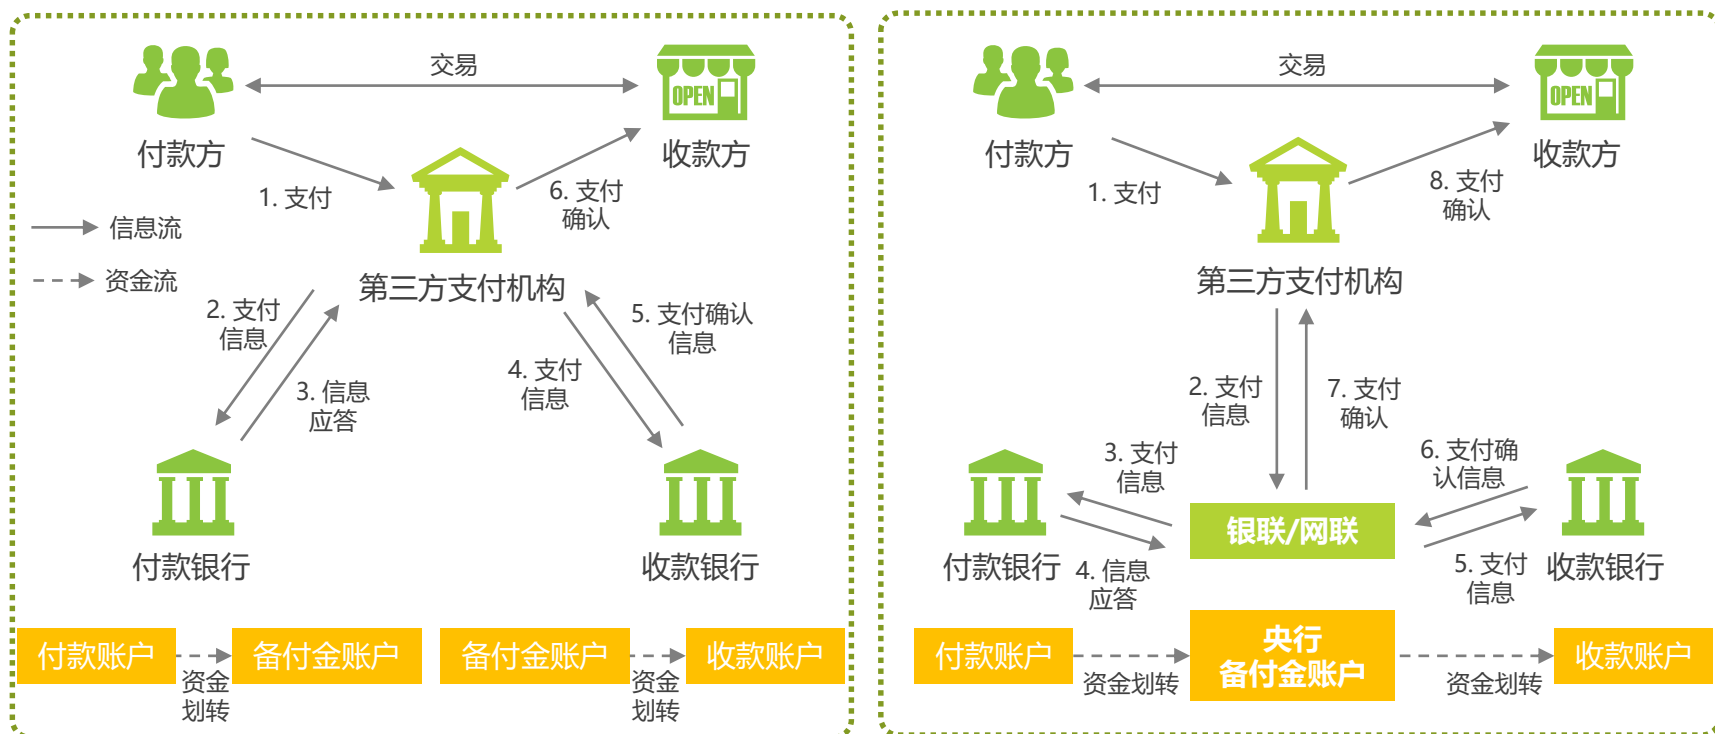 交易
OPEN
付款方
收款方
1. 支付
6. 支付
确认
信息流
资金流
第三方支付机构
2. 支付
信息
3. 信息
应答
4. 支付
信息
5. 支付确认
信息
付款银行
收款银行
付款账户
备付金账户
备付金账户
收款账户
资金
划转
资金
划转
交易
OPEN
付款方
收款方
1. 支付
8. 支付
确认
第三方支付机构
2. 支付
信息
7. 支付
确认
3. 支付
信息
6. 支付确
认信息
银联/网联
付款银行
4. 信息
应答
5. 支付
信息
收款银行
付款账户
资金划转
央行
备付金账户
资金划转
收款账户